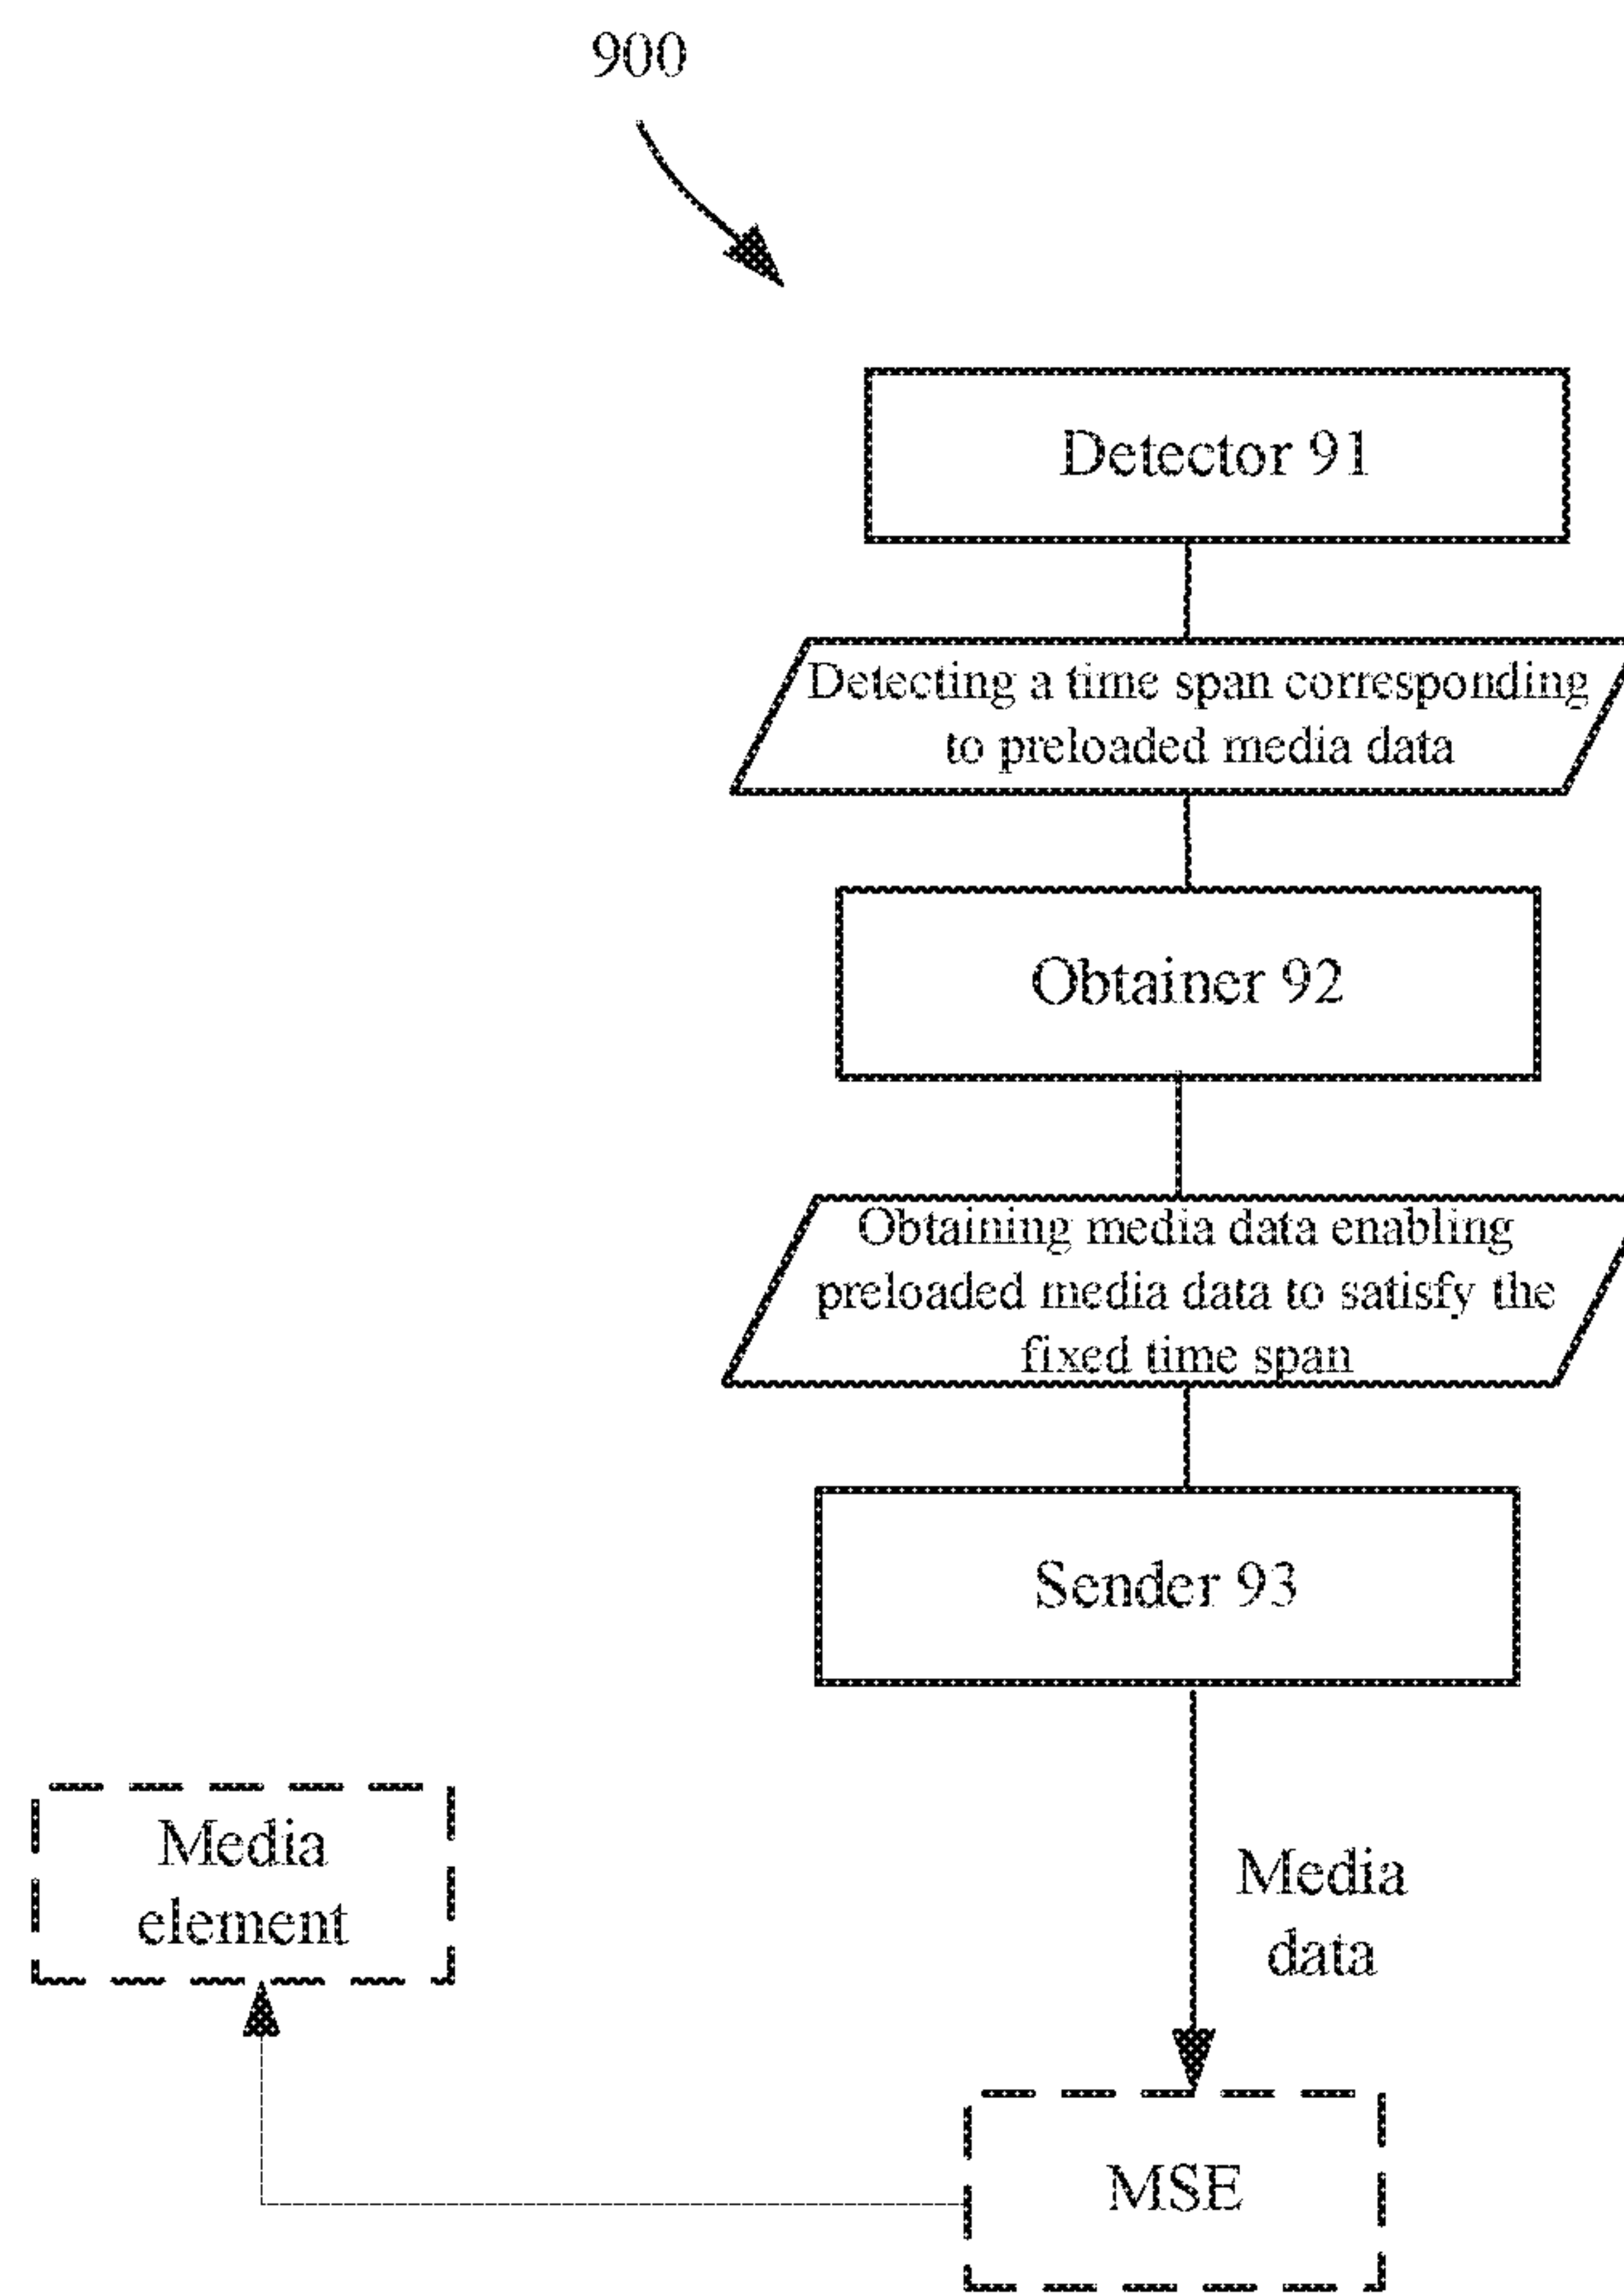 900
Detector 91
Detecting a time span corresponding
to preloaded media data
Obtainer 92
Obtaining media data enabling
preloaded media data to satisfy the
fixed time span
Sender 93
Media
element
Media
data
MSE